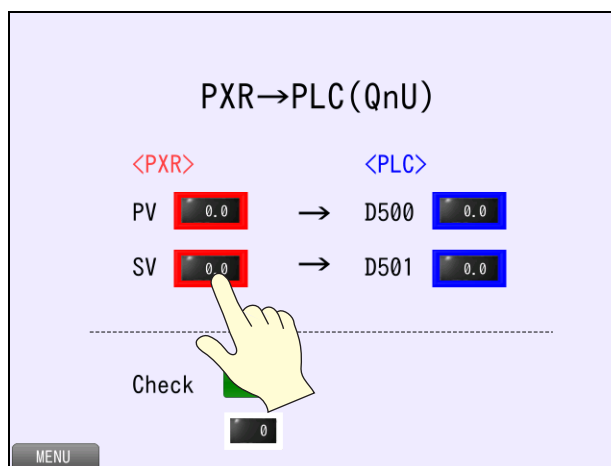 PXR→PLC(QnU)
<PXR> <PLC>
PV 0.0 → D500 0.0
SV 0.0 → D501 0.0
Check
0
MENU